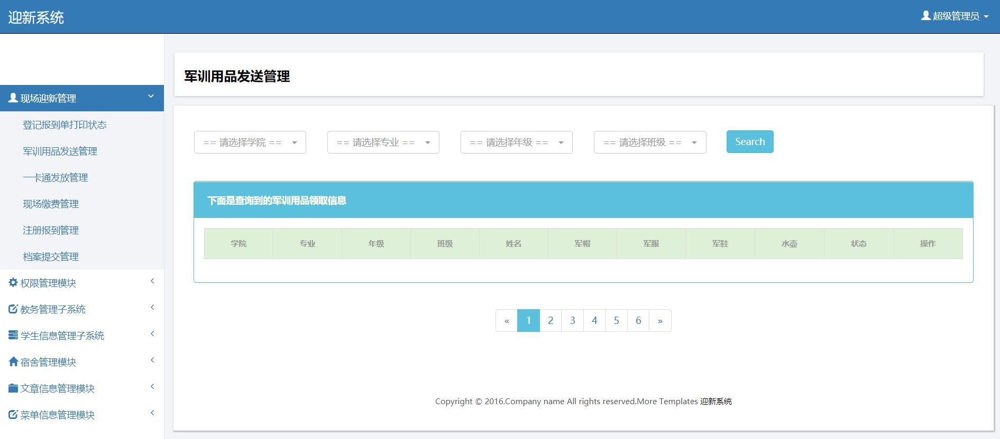 迎新系统
超级管理员
现场迎新管理
登记报到单打印状态
军训用品发送管理
一卡通发放管理
现场缴费管理
注册报到管理
档案提交管理
权限管理模块
教务管理子系统
学生信息管理子系统
宿舍管理模块
文章信息管理模块
菜单信息管理模块
军训用品发送管理
== 请选择学院 == == 请选择专业 == == 请选择年级 == == 请选择班级 == Search
下面是查询到的军训用品领取信息
学院 专业 年级 班级 姓名 军帽 军服 军鞋 水壶 状态 操作
« 1 2 3 4 5 6 »
Copyright © 2016.Company name All rights reserved.More Templates 迎新系统